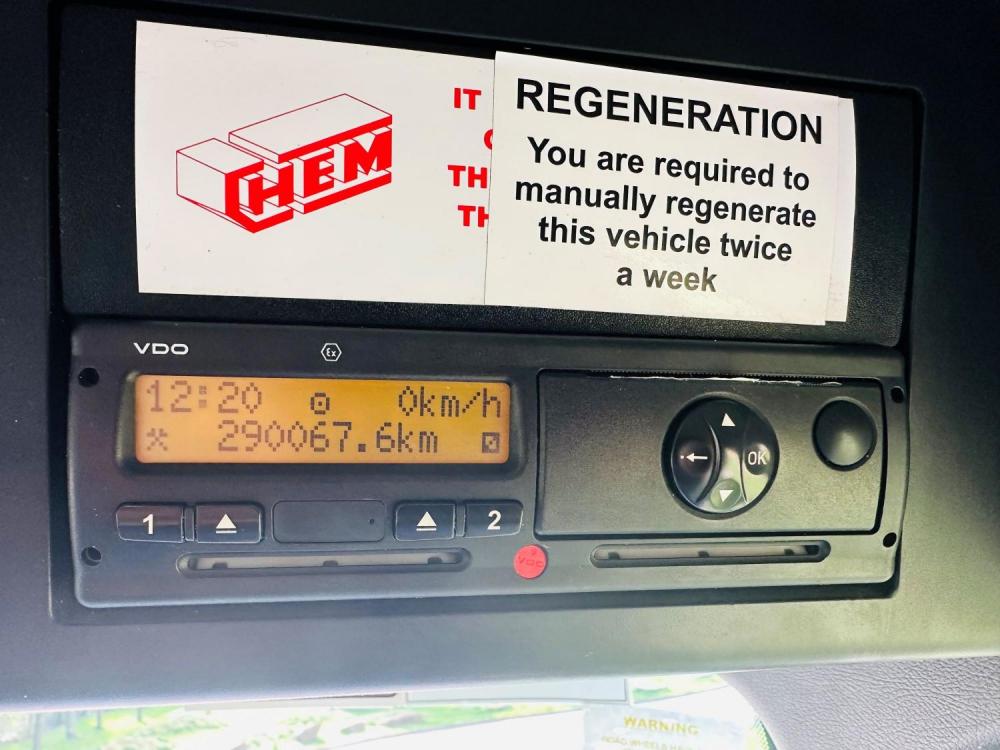 CHEM
IT
TH
TH
REGENERATION
You are required to
manually regenerate
this vehicle twice
a week
VDO
Ex
12:20 0km/h
290067.6km
1
2
OK
VDO
WARNING